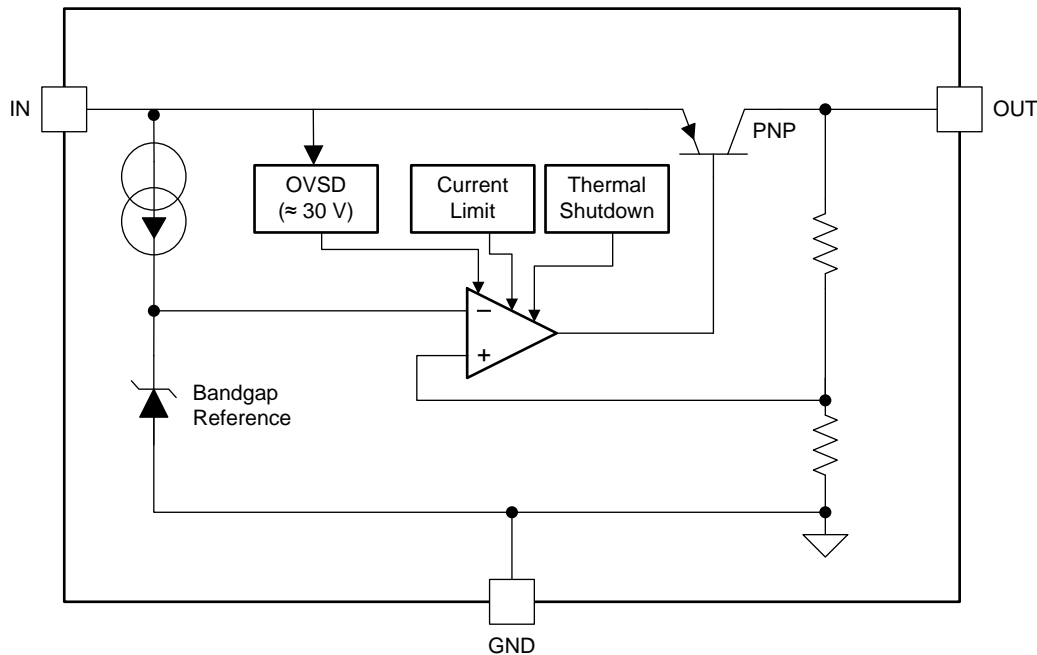 IN
OUT
PNP
OVSD
(≈ 30 V)
Current
Limit
Thermal
Shutdown
−
+
Bandgap
Reference
GND